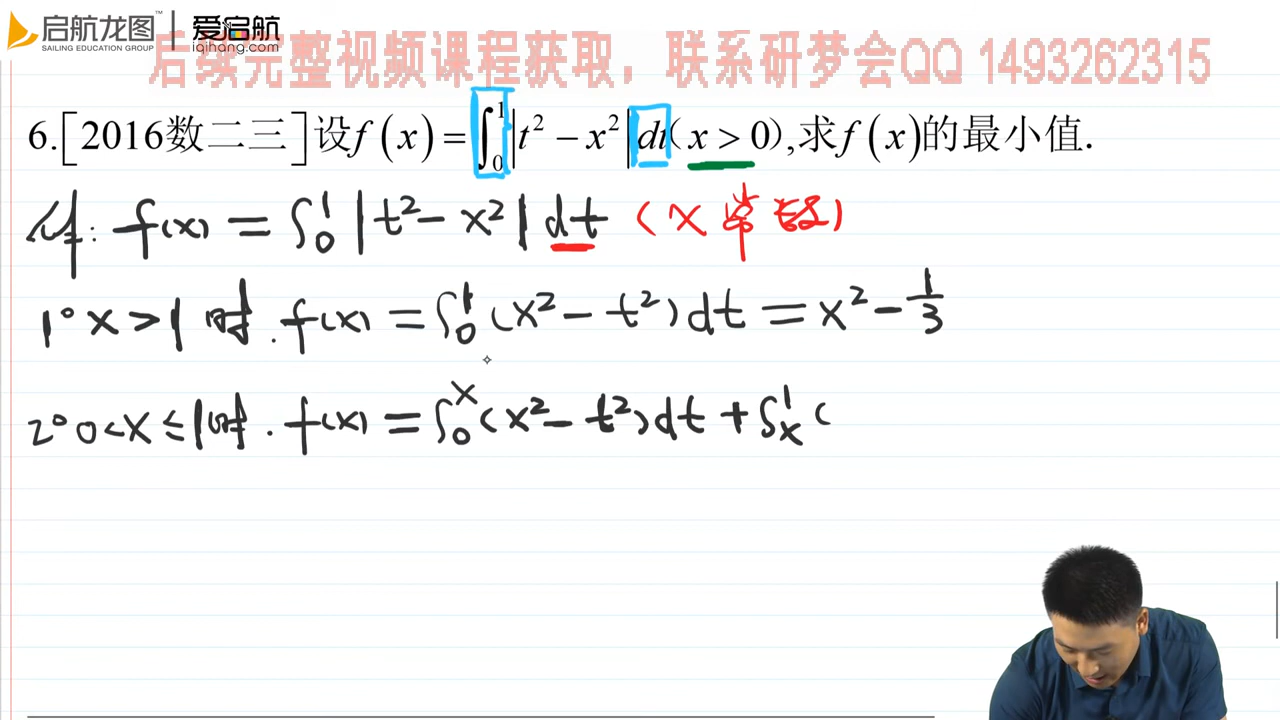 启航龙图 爱启航
SAILING EDUCATION GROUP iqihang.com
后续完整视频课程获取，联系研梦会QQ 1493262315
6.[2016数二三]设f(x)=∫₀¹|t²−x²|dt(x>0),求f(x)的最小值.
解: f(x)=∫₀¹|t²−x²|dt (x常数)
1° x>1时. f(x)=∫₀¹(x²−t²)dt=x²−1/3
2° 0<x≤1时. f(x)=∫₀ˣ(x²−t²)dt+∫ₓ¹(